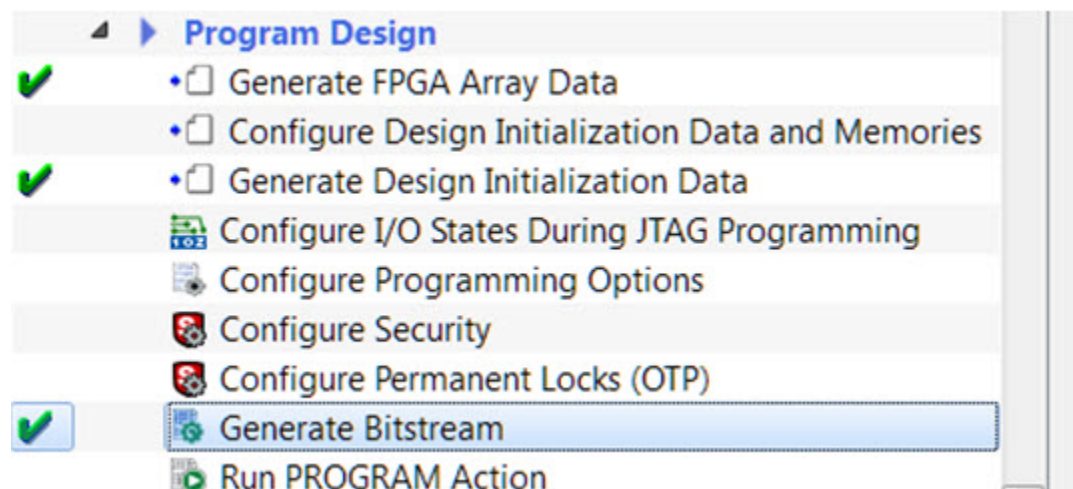 Program Design
Generate FPGA Array Data
Configure Design Initialization Data and Memories
Generate Design Initialization Data
Configure I/O States During JTAG Programming
Configure Programming Options
Configure Security
Configure Permanent Locks (OTP)
Generate Bitstream
Run PROGRAM Action